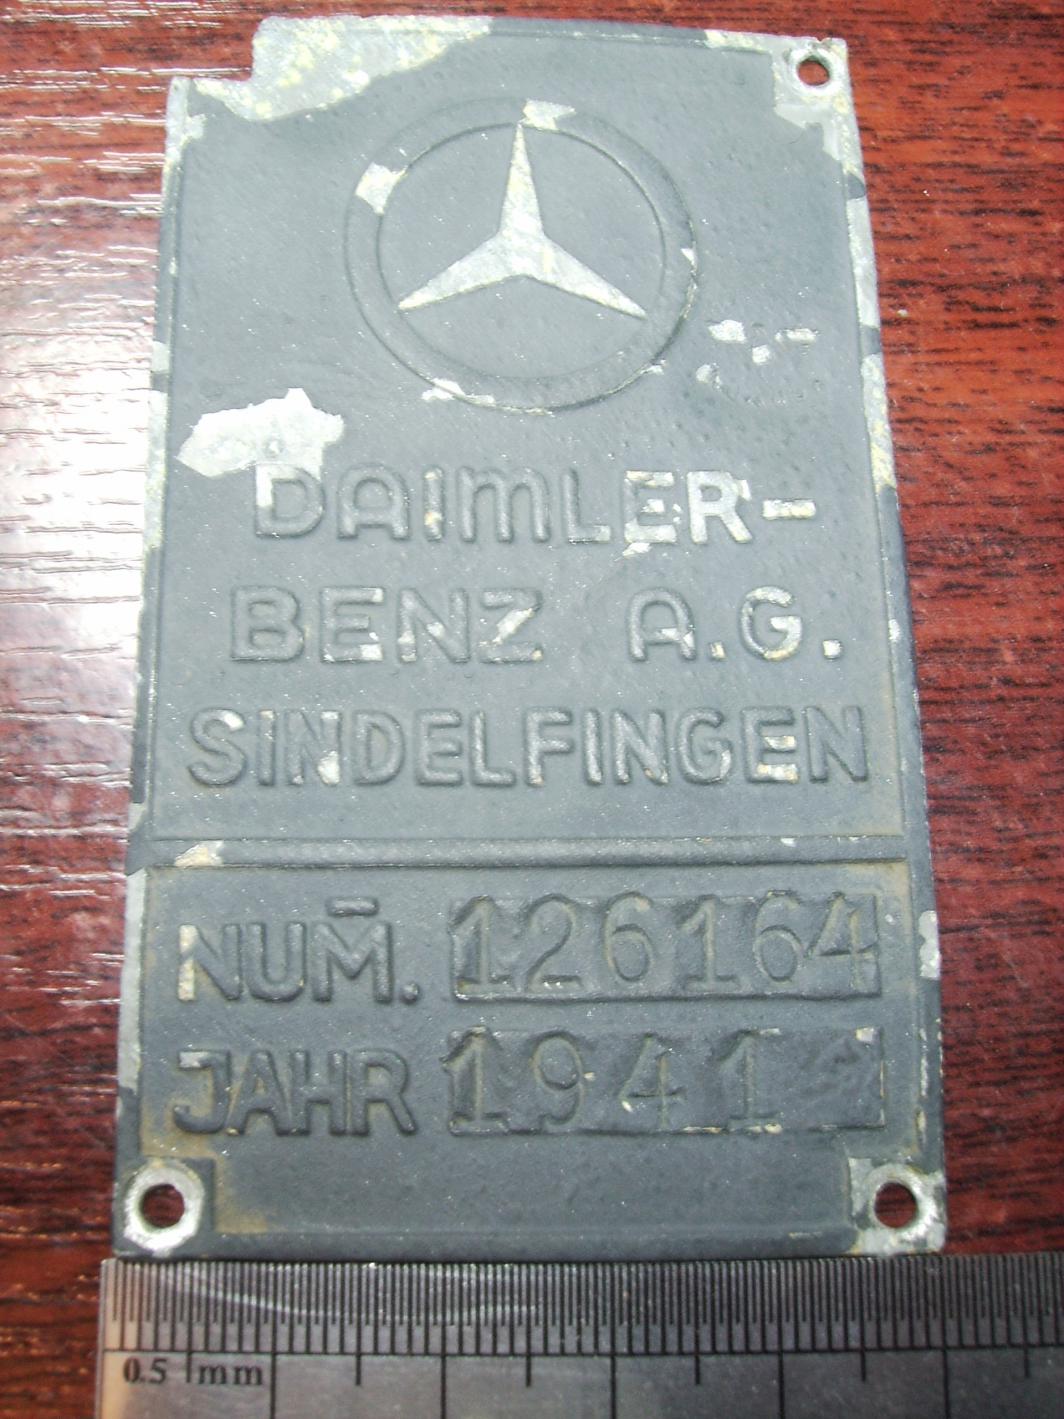 DAIMLER-
BENZ A.G.
SINDELFINGEN
NUM̄. 126164
JAHR 1941
0.5 mm